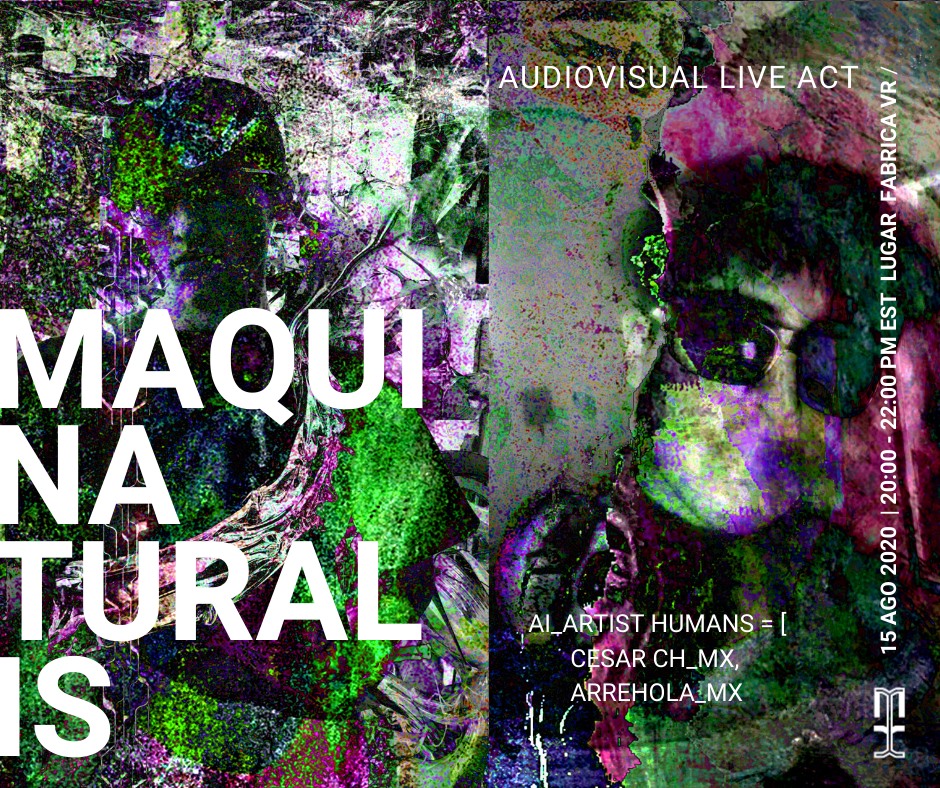 MAQUI
NA
TURAL
IS
AUDIOVISUAL LIVE ACT
AI_ARTIST HUMANS = [
CESAR CH_MX,
ARREHOLA_MX
15 AGO 2020 | 20:00 - 22:00 PM EST LUGAR FABRICA VR /